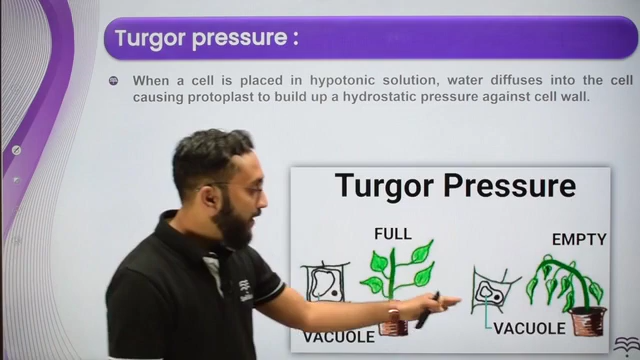 Turgor pressure :
When a cell is placed in hypotonic solution, water diffuses into the cell
causing protoplast to build up a hydrostatic pressure against cell wall.
Turgor Pressure
FULL
EMPTY
VACUOLE
VACUOLE